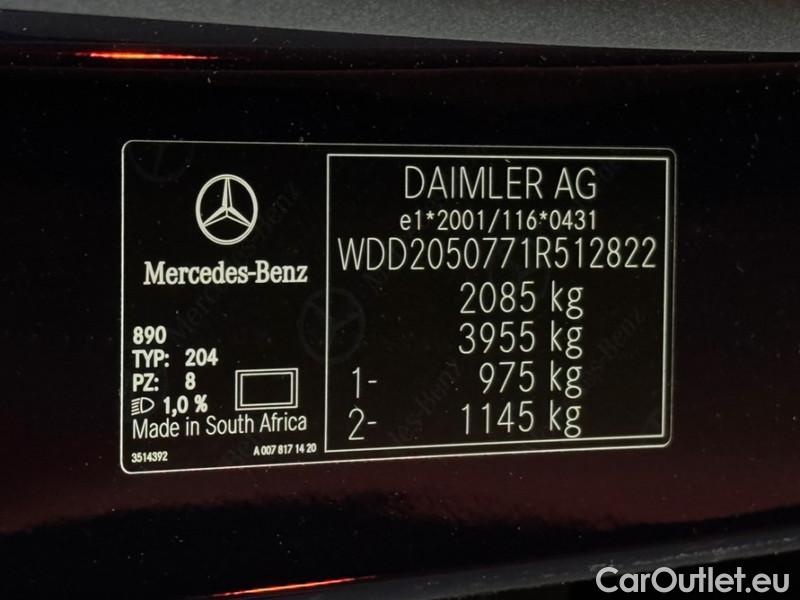 Mercedes-Benz
890
TYP: 204
PZ: 8
1,0 %
Made in South Africa
3514392
A 007 817 14 20
DAIMLER AG
e1*2001/116*0431
WDD2050771R512822
2085 kg
3955 kg
1- 975 kg
2- 1145 kg
CarOutlet.eu